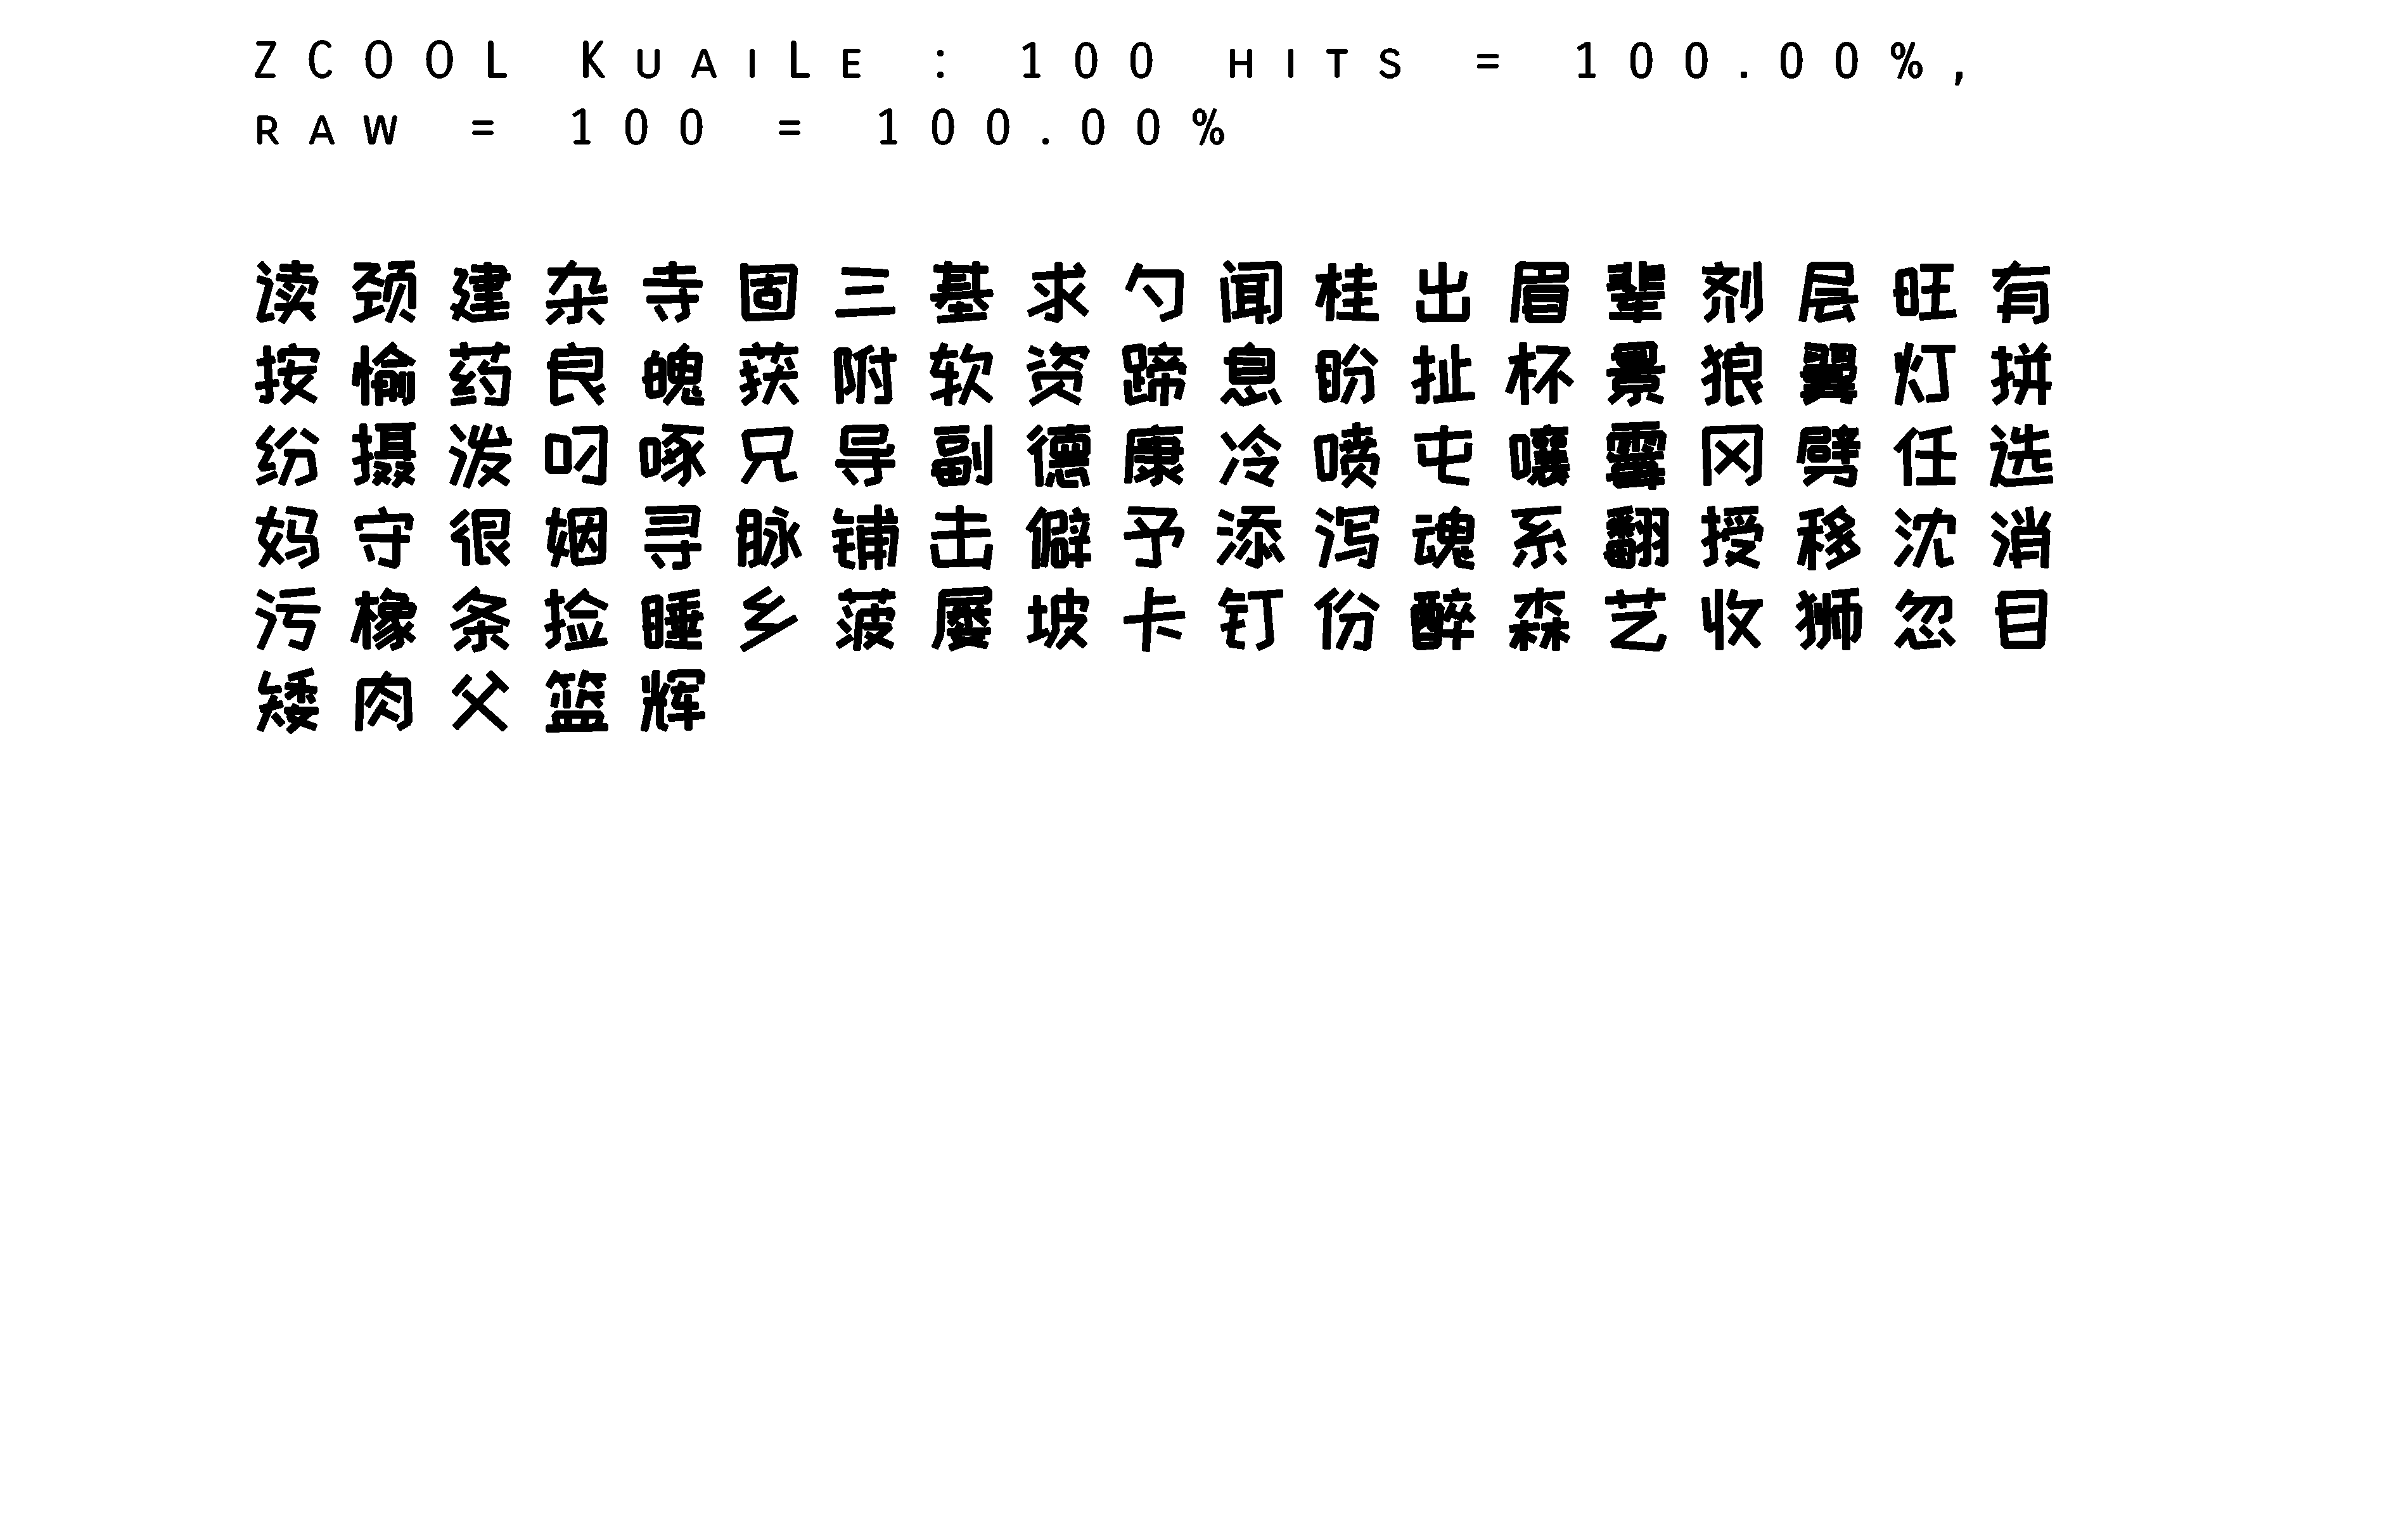 ZCOOL KuaiLe : 100 hits = 100.00%,
raw = 100 = 100.00%
读颈建杂寺固三基求勺闻桂出眉辈剂层旺有
按愉药良魄获附软资蹄息盼扯杯景狼翼灯拼
纷摄泼叼啄兄导副德康冷喷屯嚷霉冈劈任选
妈守很姻寻脉铺击僻予添泻魂系翻授移沈消
污橡条捡睡乡菠屡坡卡钉份醉森艺收狮忽目
矮肉父篮辉